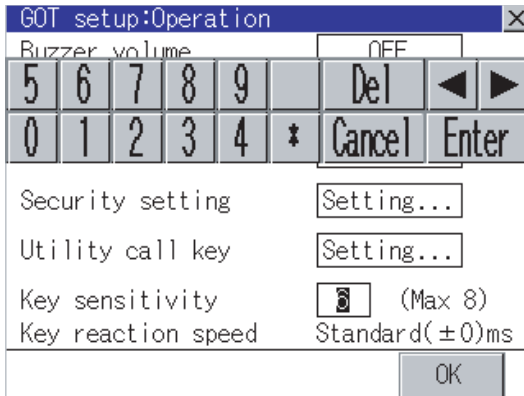 GOT setup:Operation ×
Buzzer volume OFF
5 6 7 8 9 Del ◀ ▶
0 1 2 3 4 * Cancel Enter
Security setting Setting...
Utility call key Setting...
Key sensitivity (Max 8)
Key reaction speed Standard(±0)ms
OK